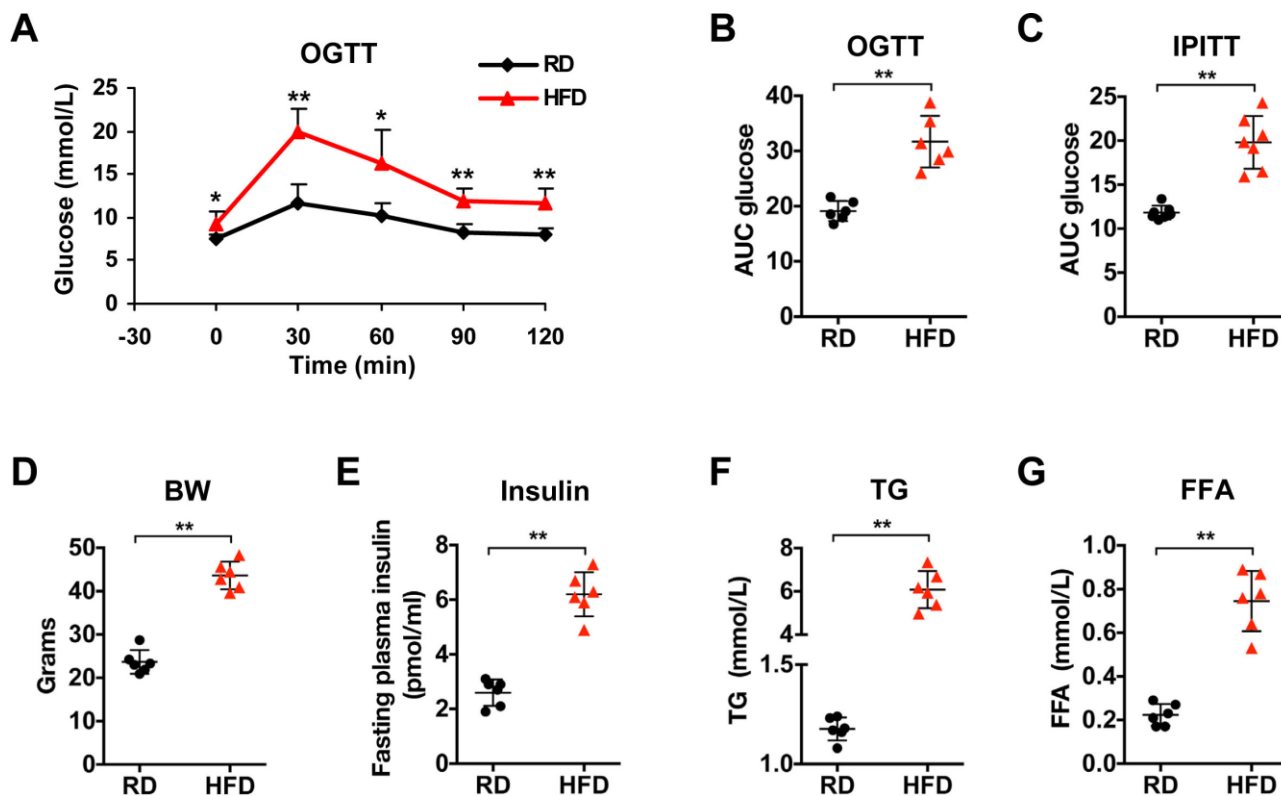 A
OGTT
RD
HFD
Glucose (mmol/L)
25
20
15
10
5
0
*
**
*
**
**
-30 0 30 60 90 120
Time (min)
B
OGTT
**
AUC glucose
40
30
20
10
0
RD HFD
C
IPITT
**
AUC glucose
25
20
15
10
5
0
RD HFD
D
BW
**
Grams
50
40
30
20
10
0
RD HFD
E
Insulin
**
Fasting plasma insulin
(pmol/ml)
8
6
4
2
0
RD HFD
F
TG
**
TG (mmol/L)
8
6
4
1.5
1.0
RD HFD
G
FFA
**
FFA (mmol/L)
1.0
0.8
0.6
0.4
0.2
0.0
RD HFD